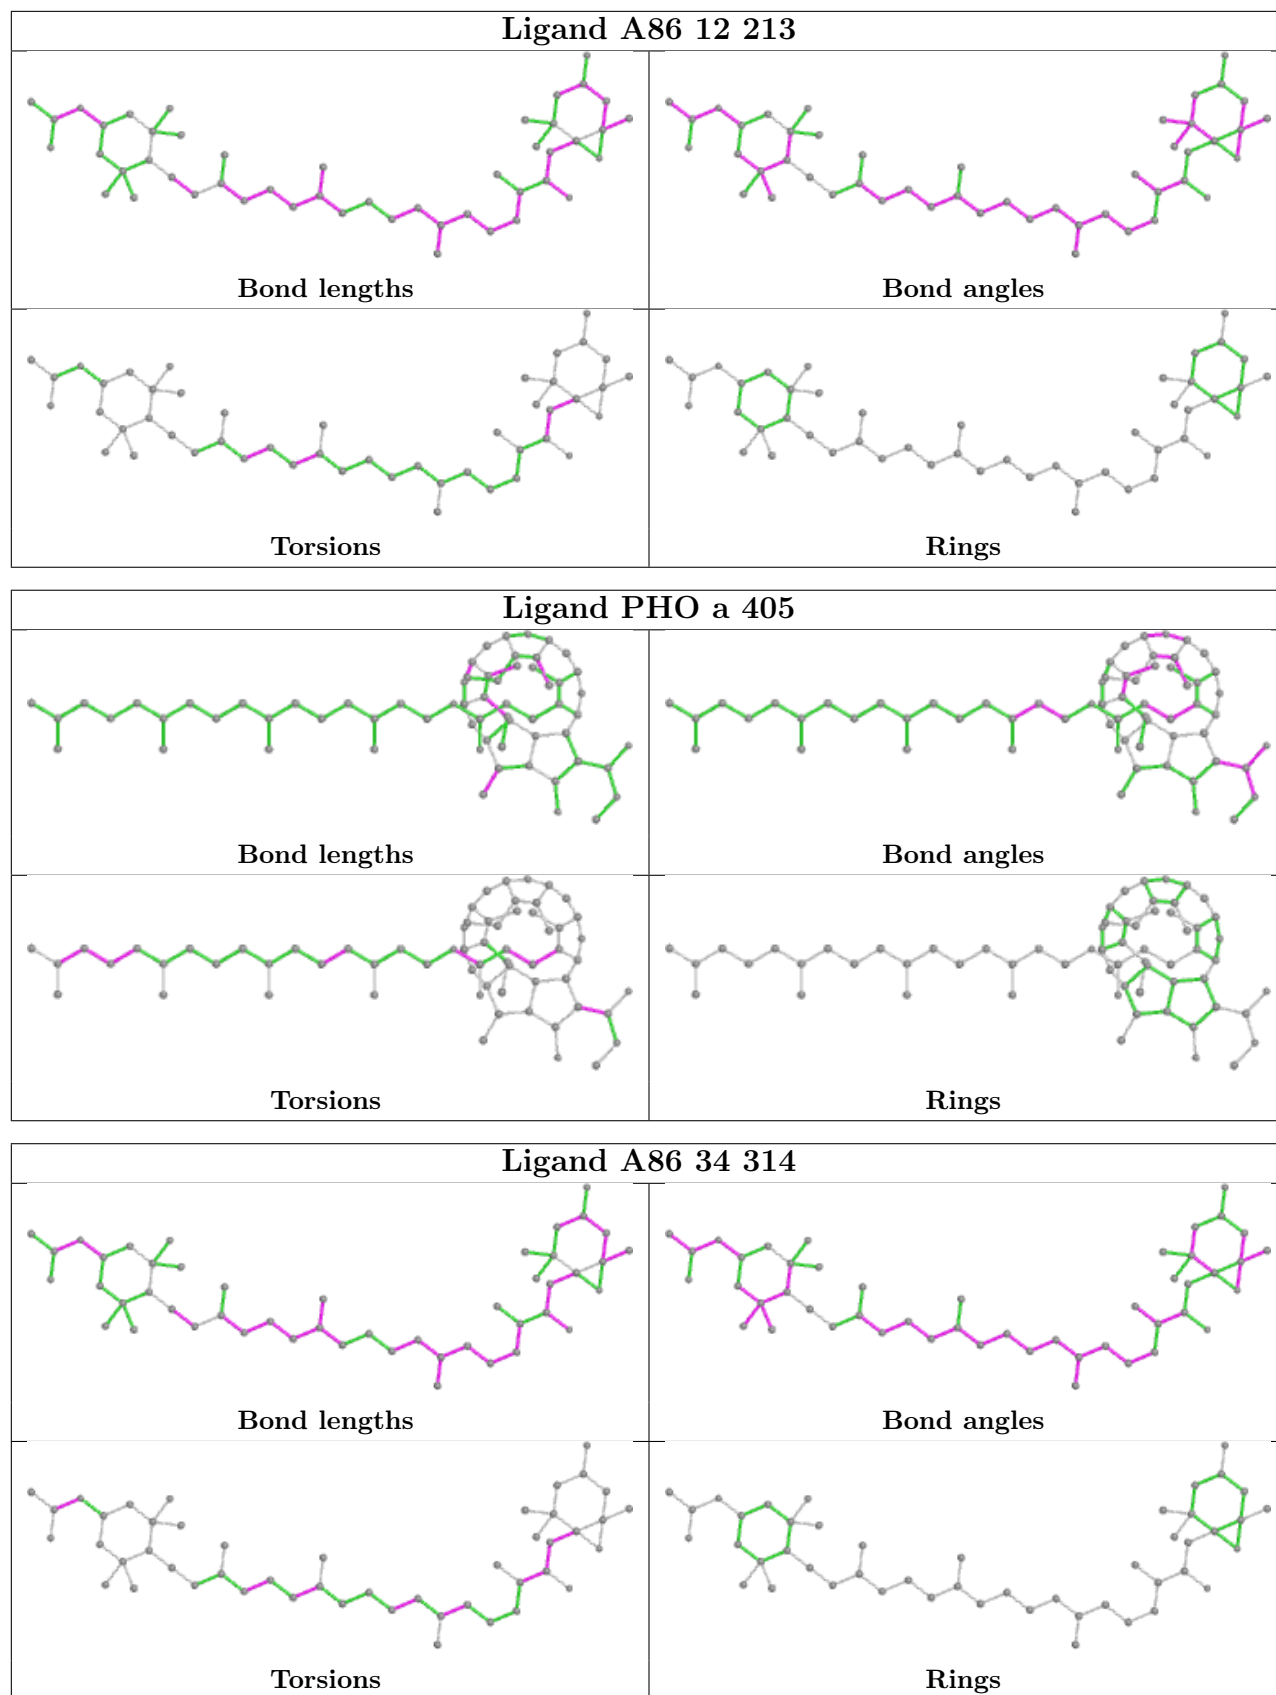 Ligand A86 12 213
Bond lengths
Bond angles
Torsions
Rings
Ligand PHO a 405
Bond lengths
Bond angles
Torsions
Rings
Ligand A86 34 314
Bond lengths
Bond angles
Torsions
Rings